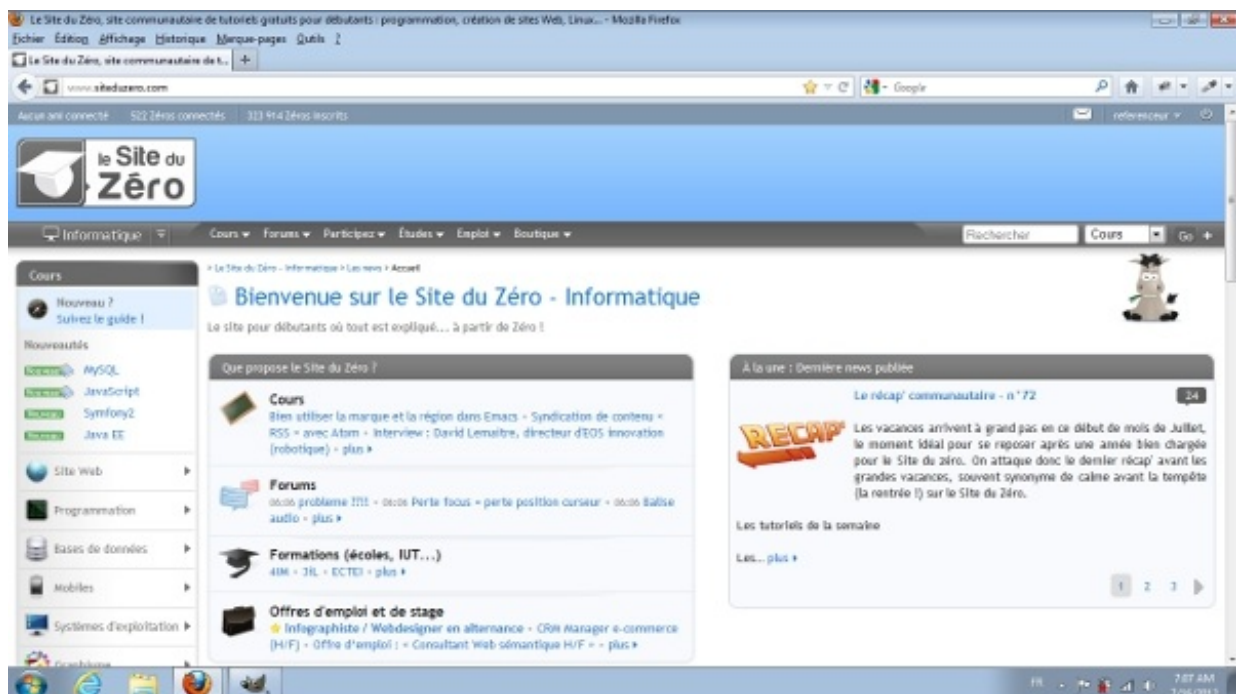 Le Site du Zéro, site communautaire de tutoriels gratuits pour débutants : programmation, création de sites Web, Linux... - Mozilla Firefox
Fichier Édition Affichage Historique Marque-pages Outils ?
Le Site du Zéro, site communautaire de t... +
www.siteduzero.com
Google
Aucun ami connecté 522 Zéros connectés Zéros inscrits
referenceur
le Site du
Zéro
Informatique
Cours Forums Participez Études Emploi Boutique
Rechercher Cours Go +
Cours
Nouveau ?
Suivez le guide !
Nouveautés
Nouveau MySQL
Nouveau JavaScript
Nouveau Symfony2
Nouveau Java EE
Site Web
Programmation
Bases de données
Mobiles
Systèmes d'exploitation
Graphisme
Le Site du Zéro - Informatique > Les news > Accueil
Bienvenue sur le Site du Zéro - Informatique
Le site pour débutants où tout est expliqué... à partir de Zéro !
Que propose le Site du Zéro ?
Cours
Bien utiliser la marque et la région dans Emacs - Syndication de contenu «
RSS » avec Atom - Interview : David Lemaitre, directeur d'EOS innovation
(robotique) - plus
Forums
06:06 probleme !!!! - 06:06 Perte focus = perte position curseur - 06:06 Balise
audio - plus
Formations (écoles, IUT...)
4IM - 3iL - ECTEI - plus
Offres d'emploi et de stage
Infographiste / Webdesigner en alternance - CRM Manager e-commerce
(H/F) - Offre d'emploi : « Consultant Web sémantique H/F » - plus
À la une : Dernière news publiée
Le récap' communautaire - n°72
24
RECAP'
Les vacances arrivent à grand pas en ce début de mois de Juillet,
le moment idéal pour se reposer après une année bien chargée
pour le Site du zéro. On attaque donc le dernier récap' avant les
grandes vacances, souvent synonyme de calme avant la tempête
(la rentrée !) sur le Site du Zéro.
Les tutoriels de la semaine
Les... plus
1 2 3
FR
7:07 AM